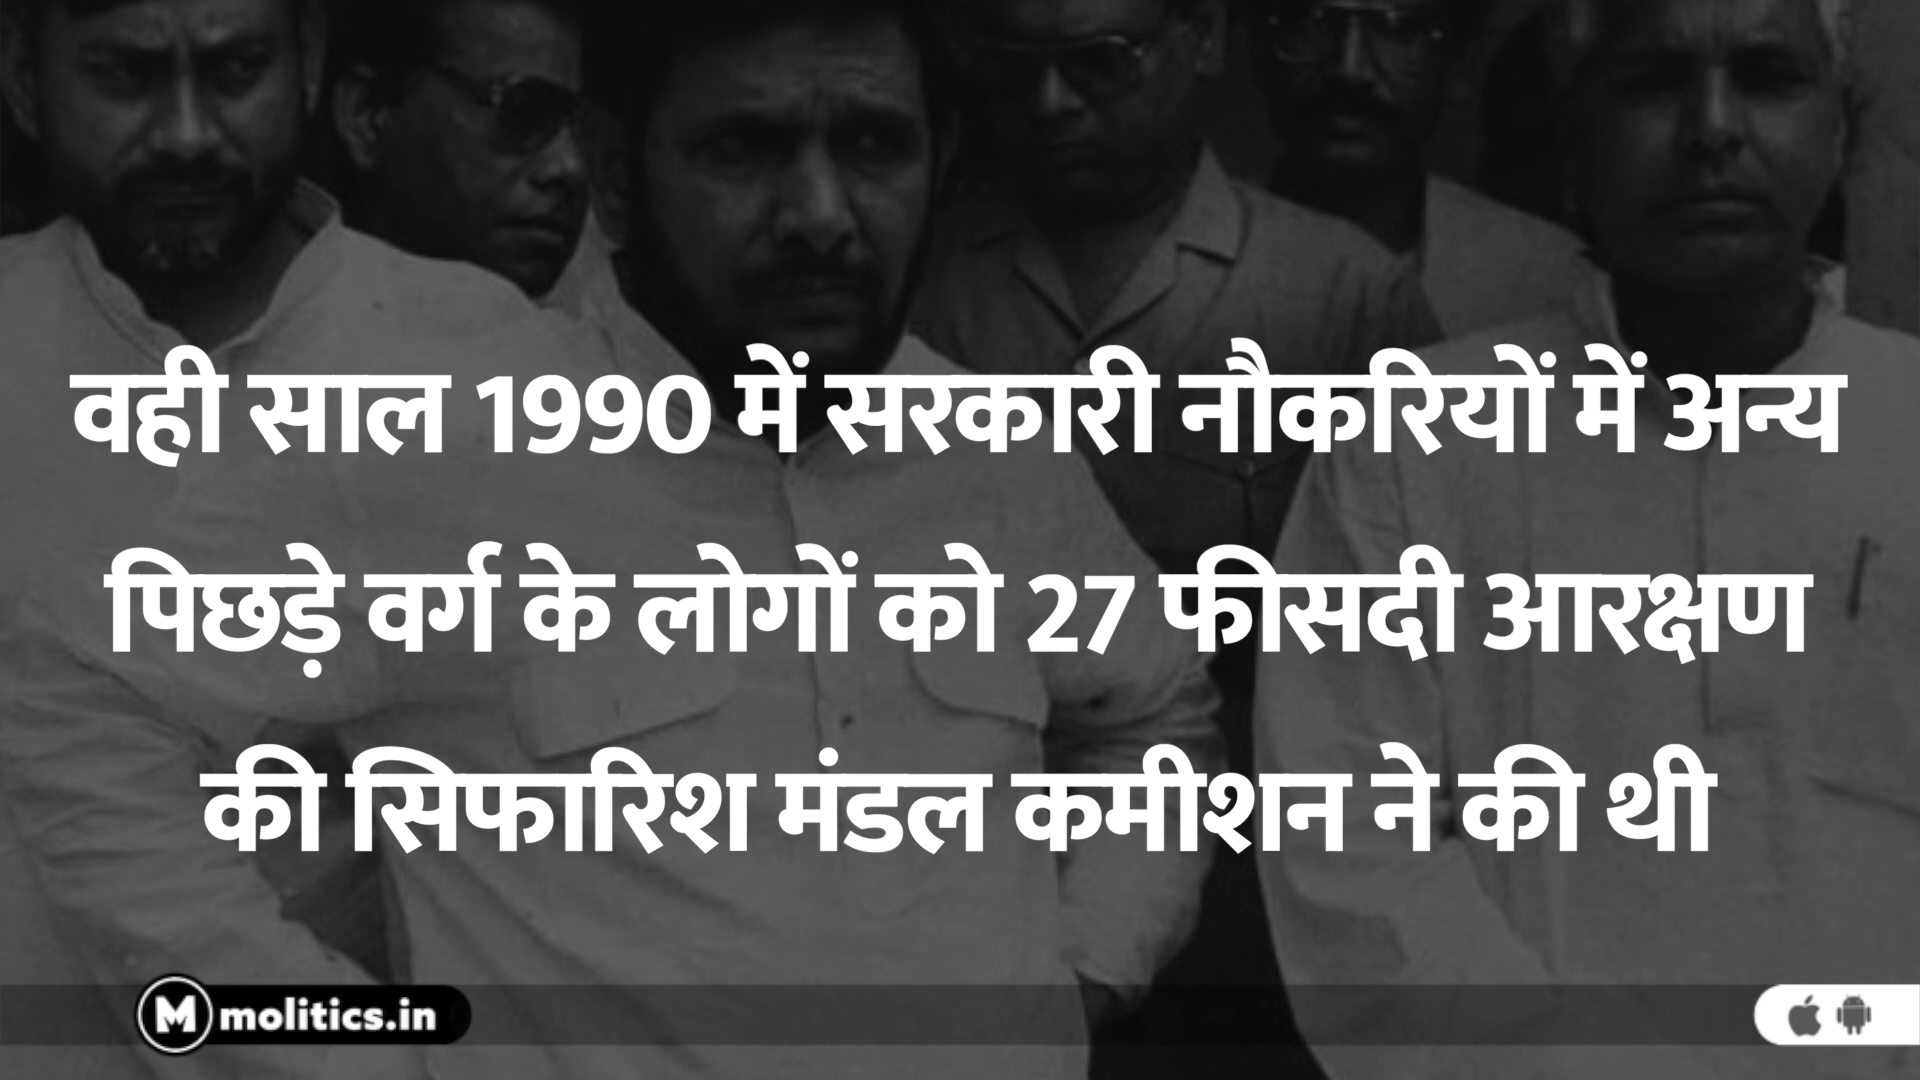 वही साल 1990 में सरकारी नौकरियों में अन्य
पिछड़े वर्ग के लोगों को 27 फीसदी आरक्षण
की सिफारिश मंडल कमीशन ने की थी
M molitics.in